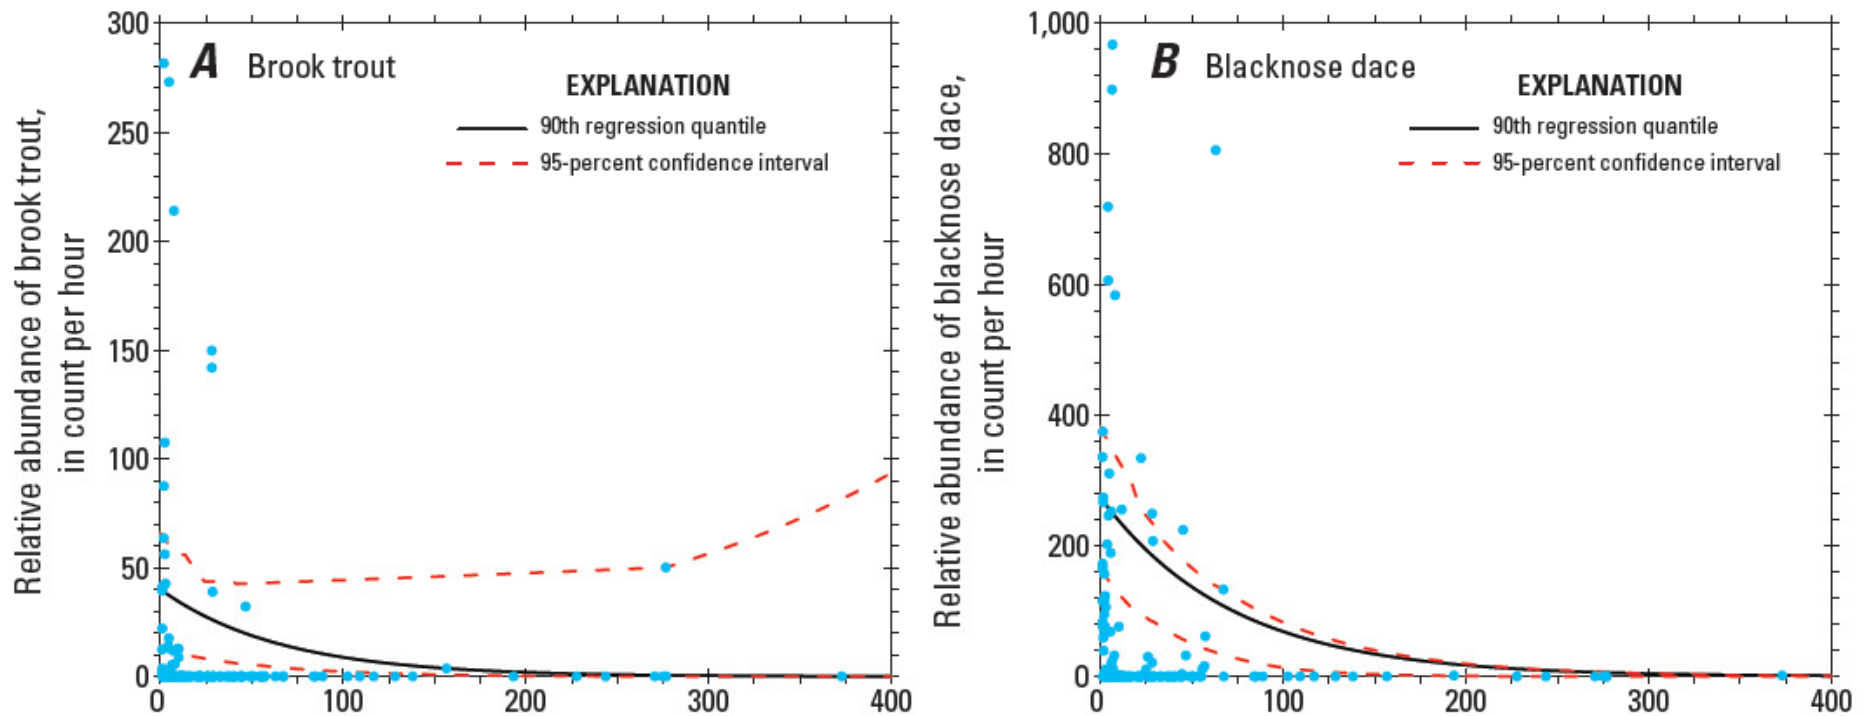 A Brook trout
EXPLANATION
90th regression quantile
95-percent confidence interval
Relative abundance of brook trout,
in count per hour
300
250
200
150
100
50
0
0 100 200 300 400
B Blacknose dace
EXPLANATION
90th regression quantile
95-percent confidence interval
Relative abundance of blacknose dace,
in count per hour
1,000
800
600
400
200
0
0 100 200 300 400